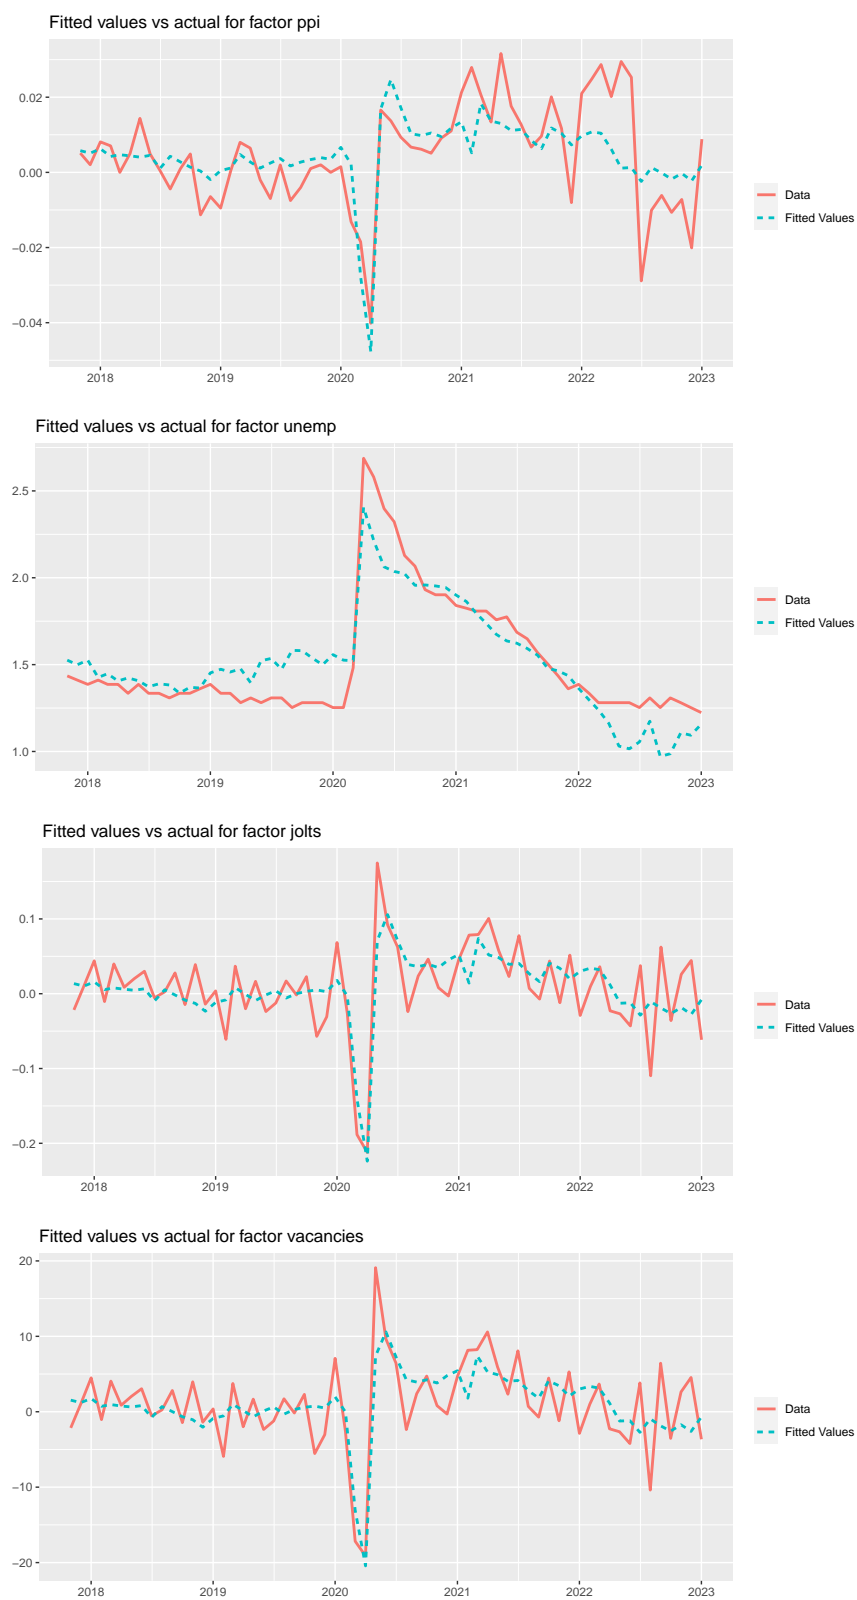 Fitted values vs actual for factor ppi
0.02
0.00
−0.02
−0.04
2018 2019 2020 2021 2022 2023
Data
Fitted Values
Fitted values vs actual for factor unemp
2.5
2.0
1.5
1.0
2018 2019 2020 2021 2022 2023
Data
Fitted Values
Fitted values vs actual for factor jolts
0.1
0.0
−0.1
−0.2
2018 2019 2020 2021 2022 2023
Data
Fitted Values
Fitted values vs actual for factor vacancies
20
10
0
−10
−20
2018 2019 2020 2021 2022 2023
Data
Fitted Values